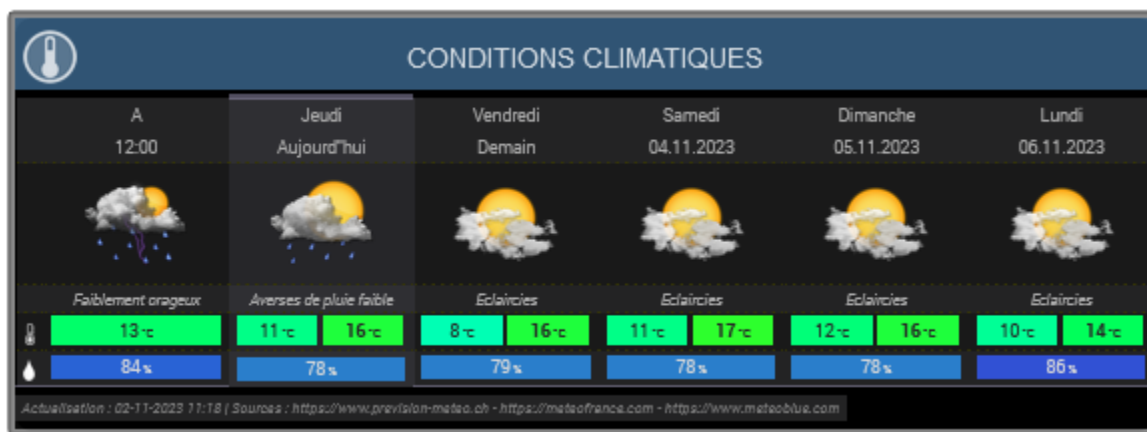 CONDITIONS CLIMATIQUES
A Jeudi Vendredi Samedi Dimanche Lundi
12:00 Aujourd"hui Demain 04.11.2023 05.11.2023 06.11.2023
Faiblement orageux Averses de pluie faible Eclaircies Eclaircies Eclaircies Eclaircies
13°C 11°C 16°C 8°C 16°C 11°C 17°C 12°C 16°C 10°C 14°C
84% 78% 79% 78% 78% 86%
Actualisation : 02-11-2023 11:18 | Sources : https://www.prevision-meteo.ch - https://meteofrance.com - https://www.meteoblue.com